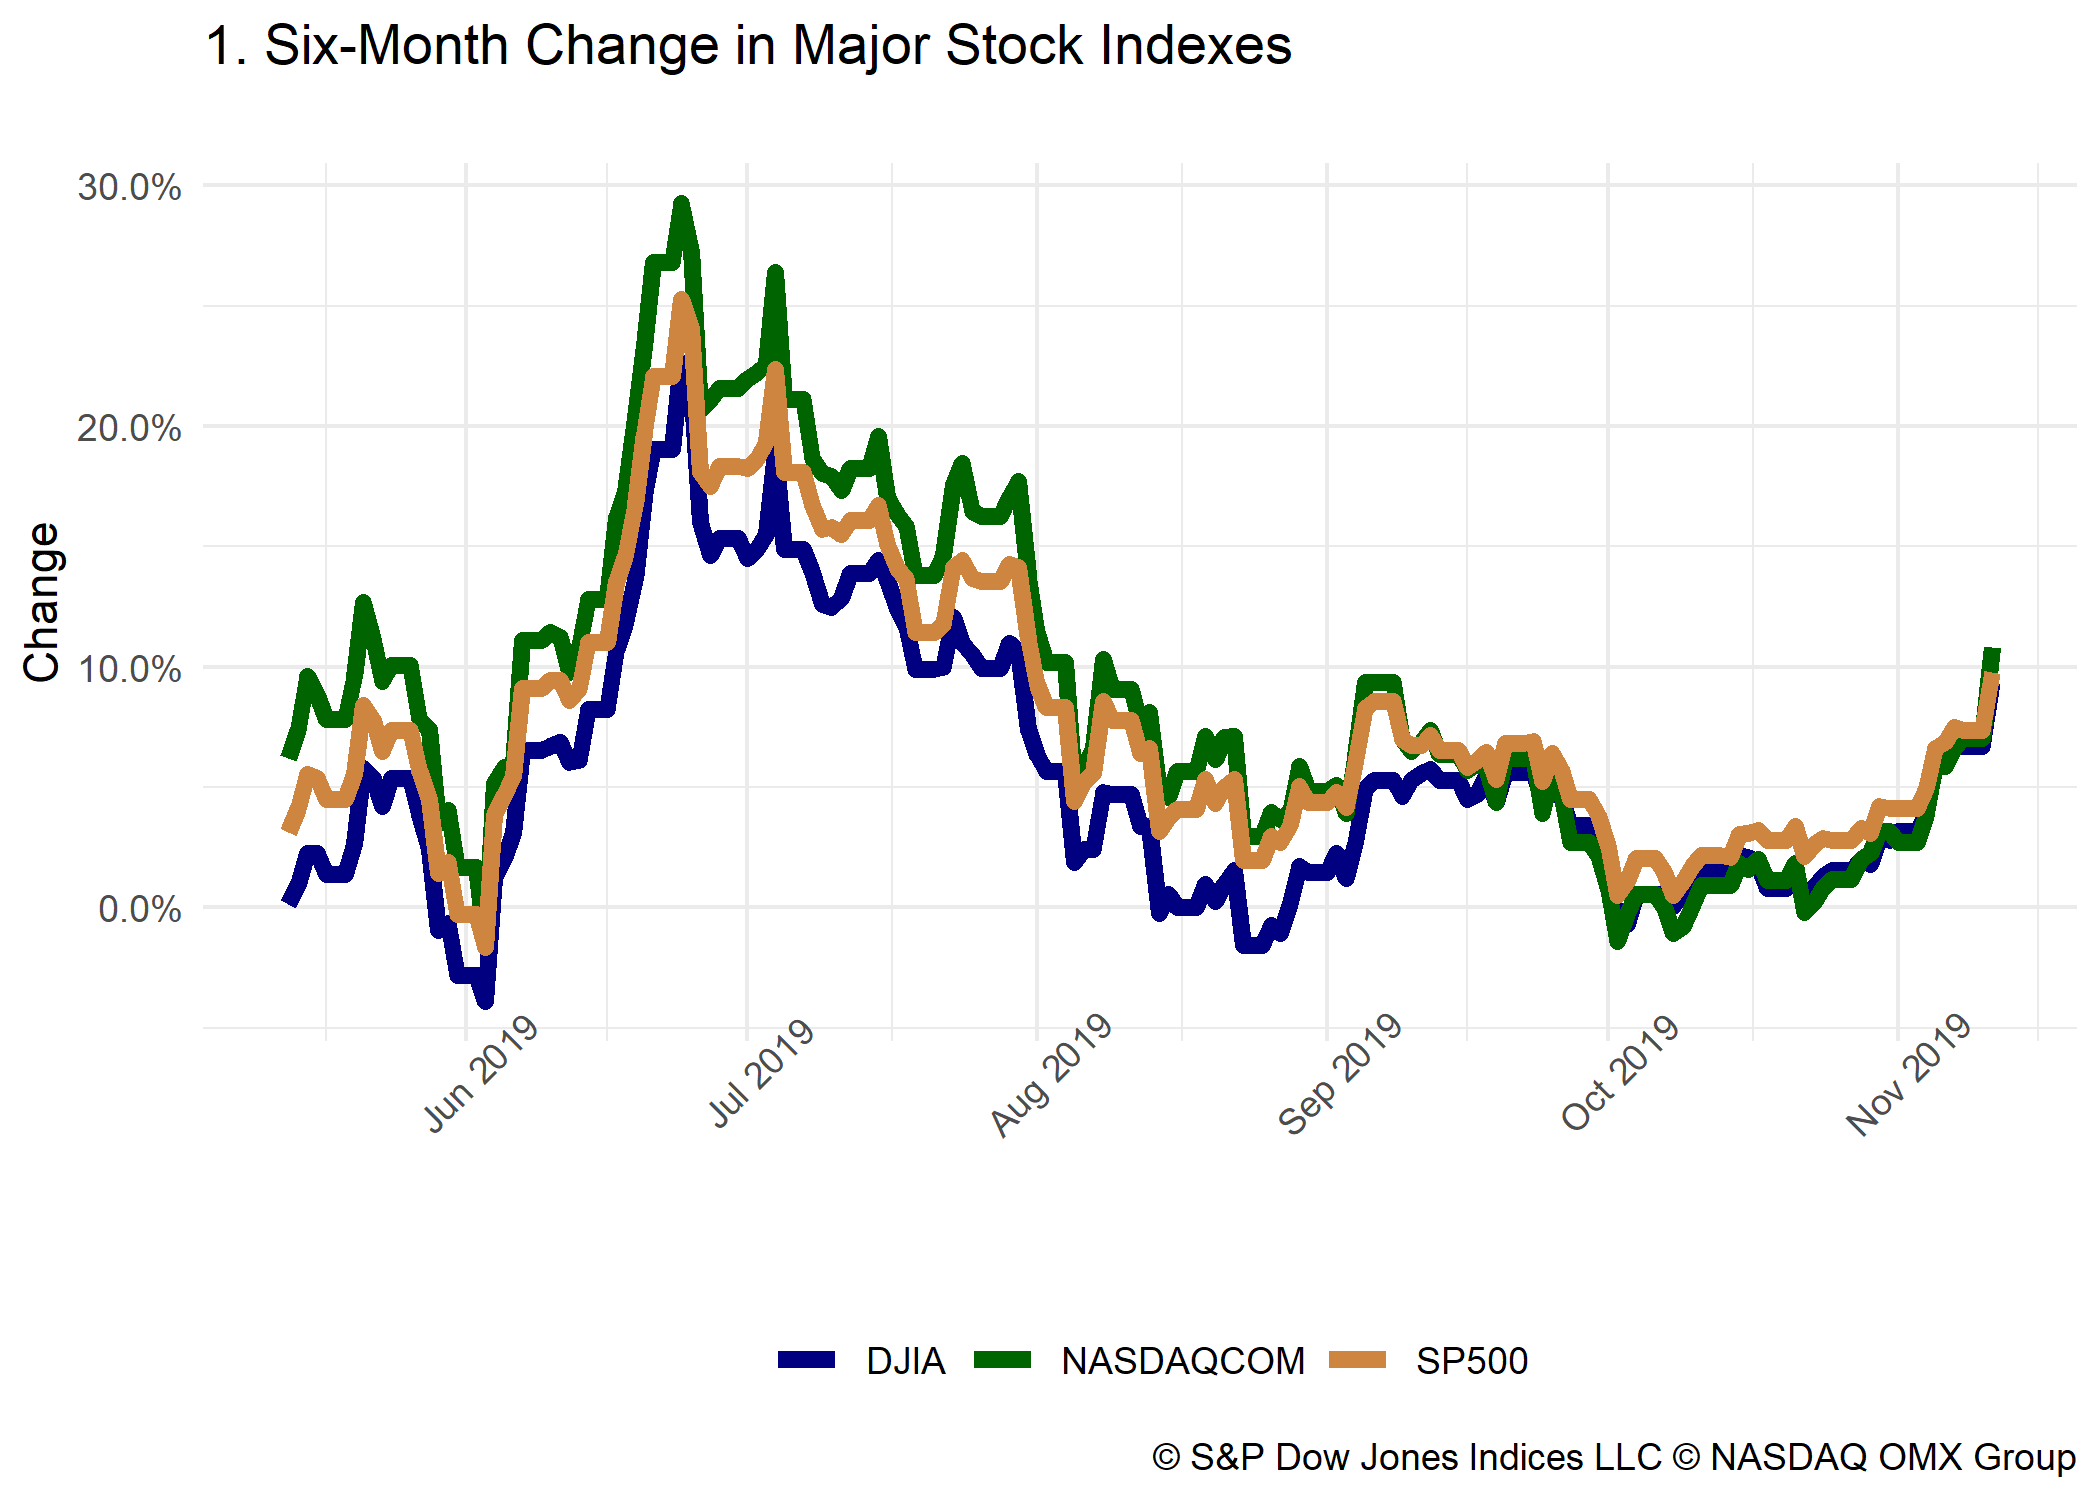 1. Six-Month Change in Major Stock Indexes
30.0%
20.0%
10.0%
0.0%
Change
Jun 2019
Jul 2019
Aug 2019
Sep 2019
Oct 2019
Nov 2019
DJIA
NASDAQCOM
SP500
© S&P Dow Jones Indices LLC © NASDAQ OMX Group